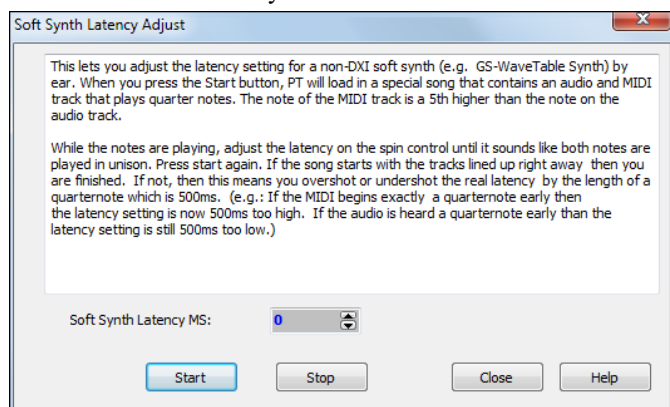 Soft Synth Latency Adjust
This lets you adjust the latency setting for a non-DXI soft synth (e.g. GS-WaveTable Synth) by
ear. When you press the Start button, PT will load in a special song that contains an audio and MIDI
track that plays quarter notes. The note of the MIDI track is a 5th higher than the note on the
audio track.
While the notes are playing, adjust the latency on the spin control until it sounds like both notes are
played in unison. Press start again. If the song starts with the tracks lined up right away then you
are finished. If not, then this means you overshot or undershot the real latency by the length of a
quarternote which is 500ms. (e.g.: If the MIDI begins exactly a quarternote early then
the latency setting is now 500ms too high. If the audio is heard a quarternote early than the
latency setting is still 500ms too low.)
Soft Synth Latency MS: 0
Start Stop Close Help